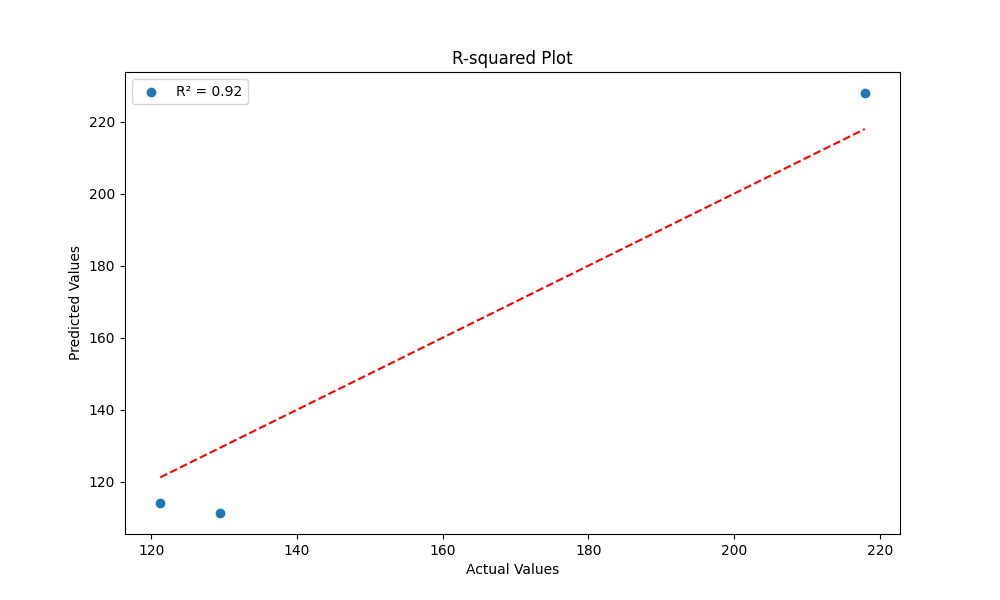 R-squared Plot
R² = 0.92
220
200
180
160
140
120
Predicted Values
120 140 160 180 200 220
Actual Values